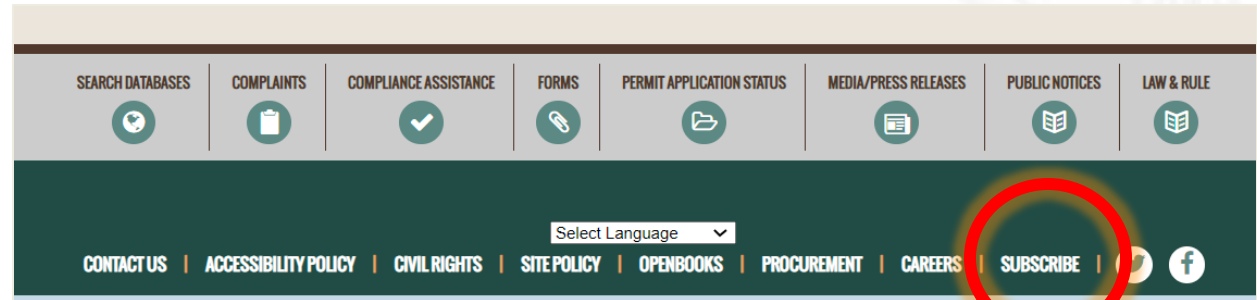 SEARCH DATABASES COMPLAINTS COMPLIANCE ASSISTANCE FORMS PERMIT APPLICATION STATUS MEDIA/PRESS RELEASES PUBLIC NOTICES LAW & RULE
Select Language
CONTACT US | ACCESSIBILITY POLICY | CIVIL RIGHTS | SITE POLICY | OPENBOOKS | PROCUREMENT | CAREERS | SUBSCRIBE |